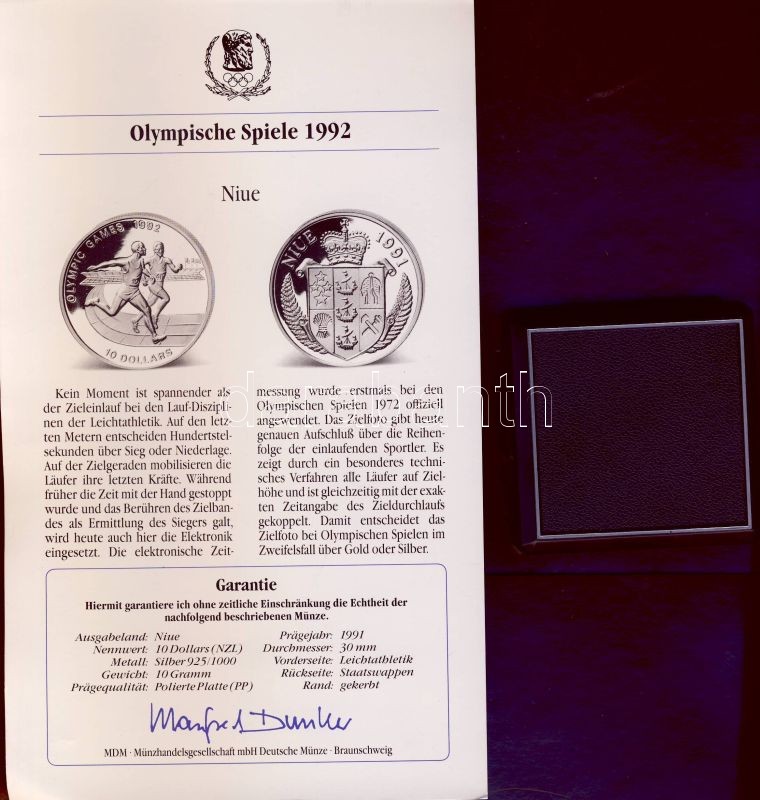 Olympische Spiele 1992
Niue
OLYMPIC GAMES 1992
10 DOLLARS
NIUE 1991
Kein Moment ist spannender als
der Zieleinlauf bei den Lauf-Diszipli-
nen der Leichtathletik. Auf den letz-
ten Metern entscheiden Hundertstel-
sekunden über Sieg oder Niederlage.
Auf der Zielgeraden mobilisieren die
Läufer ihre letzten Kräfte. Während
früher die Zeit mit der Hand gestoppt
wurde und das Berühren des Zielban-
des als Ermittlung des Siegers galt,
wird heute auch hier die Elektronik
eingesetzt. Die elektronische Zeit-
messung wurde erstmals bei den
Olympischen Spielen 1972 offiziell
angewendet. Das Zielfoto gibt heute
genauen Aufschluß über die Reihen-
folge der einlaufenden Sportler. Es
zeigt durch ein besonderes techni-
sches Verfahren alle Läufer auf Ziel-
höhe und ist gleichzeitig mit der exak-
ten Zeitangabe des Zieldurchlaufs
gekoppelt. Damit entscheidet das
Zielfoto bei Olympischen Spielen im
Zweifelsfall über Gold oder Silber.
Garantie
Hiermit garantiere ich ohne zeitliche Einschränkung die Echtheit der
nachfolgend beschriebenen Münze.
Ausgabeland: Niue
Nennwert: 10 Dollars (NZL)
Metall: Silber 925/1000
Gewicht: 10 Gramm
Prägequalität: Polierte Platte (PP)
Prägejahr: 1991
Durchmesser: 30 mm
Vorderseite: Leichtathletik
Rückseite: Staatswappen
Rand: gekerbt
MDM · Münzhandelsgesellschaft mbH Deutsche Münze · Braunschweig